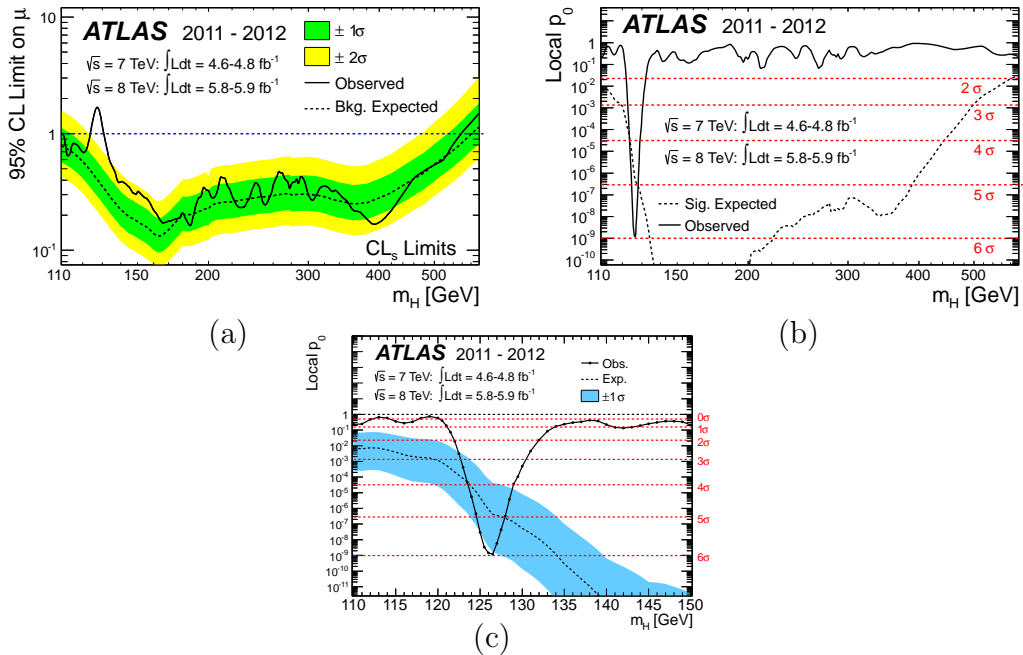 ATLAS 2011 - 2012
√s = 7 TeV: ∫Ldt = 4.6-4.8 fb⁻¹
√s = 8 TeV: ∫Ldt = 5.8-5.9 fb⁻¹
± 1σ
± 2σ
Observed
Bkg. Expected
95% CL Limit on μ
10
1
10⁻¹
CLₛ Limits
110 150 200 300 400 500
m_H [GeV]
(a)
ATLAS 2011 - 2012
Local p₀
10³
10²
10
1
10⁻¹
10⁻²
10⁻³
10⁻⁴
10⁻⁵
10⁻⁶
10⁻⁷
10⁻⁸
10⁻⁹
10⁻¹⁰
2 σ
3 σ
4 σ
5 σ
6 σ
√s = 7 TeV: ∫Ldt = 4.6-4.8 fb⁻¹
√s = 8 TeV: ∫Ldt = 5.8-5.9 fb⁻¹
Sig. Expected
Observed
110 150 200 300 400 500
m_H [GeV]
(b)
ATLAS 2011 - 2012
√s = 7 TeV: ∫Ldt = 4.6-4.8 fb⁻¹
√s = 8 TeV: ∫Ldt = 5.8-5.9 fb⁻¹
Obs.
Exp.
±1σ
Local p₀
1
10⁻¹
10⁻²
10⁻³
10⁻⁴
10⁻⁵
10⁻⁶
10⁻⁷
10⁻⁸
10⁻⁹
10⁻¹⁰
10⁻¹¹
0σ
1σ
2σ
3σ
4σ
5σ
6σ
110 115 120 125 130 135 140 145 150
m_H [GeV]
(c)